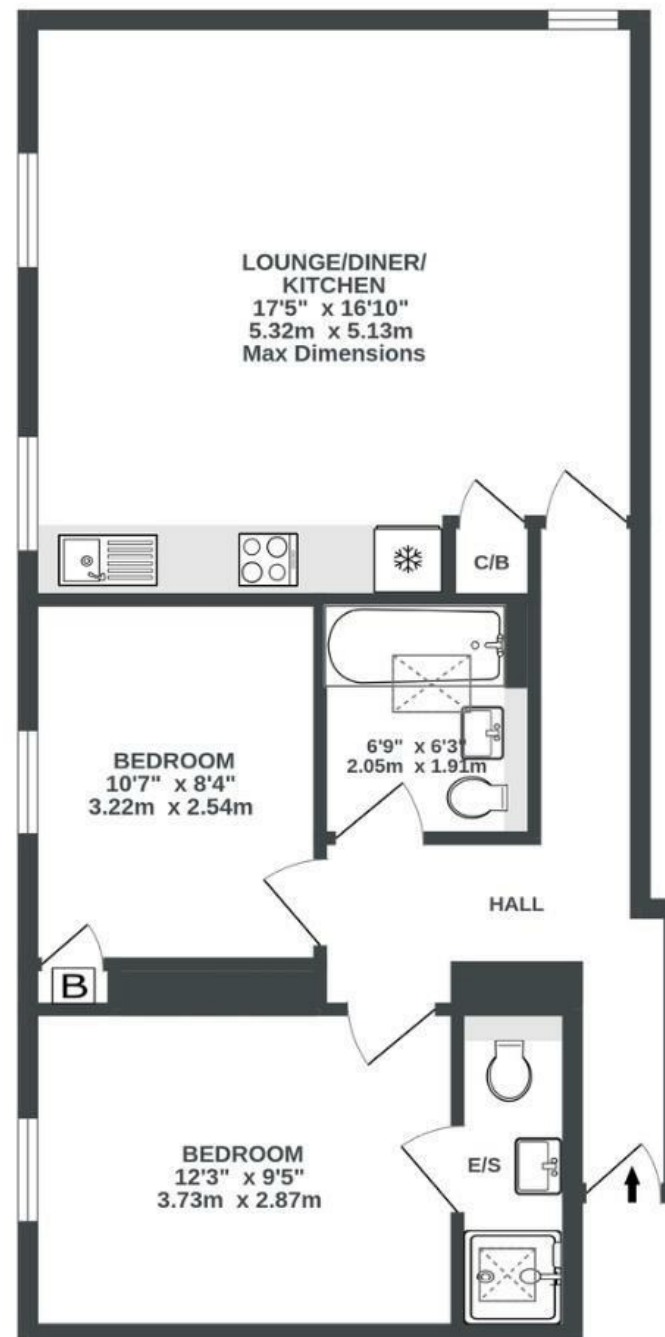 LOUNGE/DINER/
KITCHEN
17'5" x 16'10"
5.32m x 5.13m
Max Dimensions
C/B
6'9" x 6'3"
2.05m x 1.91m
BEDROOM
10'7" x 8'4"
3.22m x 2.54m
HALL
B
BEDROOM
12'3" x 9'5"
3.73m x 2.87m
E/S